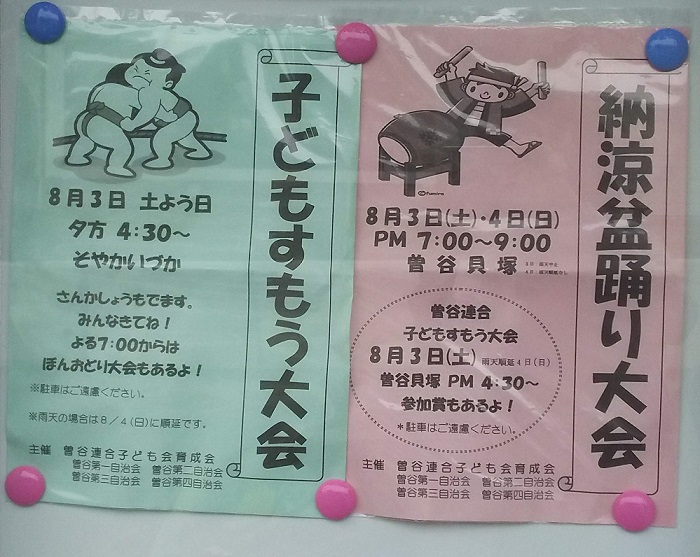 子どもすもう大会
8月3日 土よう日
夕方 4:30～
そやかいづか
さんかしょうもでます。
みんなきてね！
よる7:00からは
ぼんおどり大会もあるよ！
※駐車はご遠慮ください。
※雨天の場合は8／4(日)に順延です。
主催 曽谷連合子ども会育成会
曽谷第一自治会 曽谷第二自治会
曽谷第三自治会 曽谷第四自治会
納涼盆踊り大会
8月3日(土)・4日(日)
PM 7:00～9:00
曽谷貝塚
曽谷連合
子どもすもう大会
8月3日(土) 雨天順延4日(日)
曽谷貝塚 PM 4:30～
参加賞もあるよ！
*駐車はご遠慮ください。
主催 曽谷連合子ども会育成会
曽谷第一自治会 曽谷第二自治会
曽谷第三自治会 曽谷第四自治会